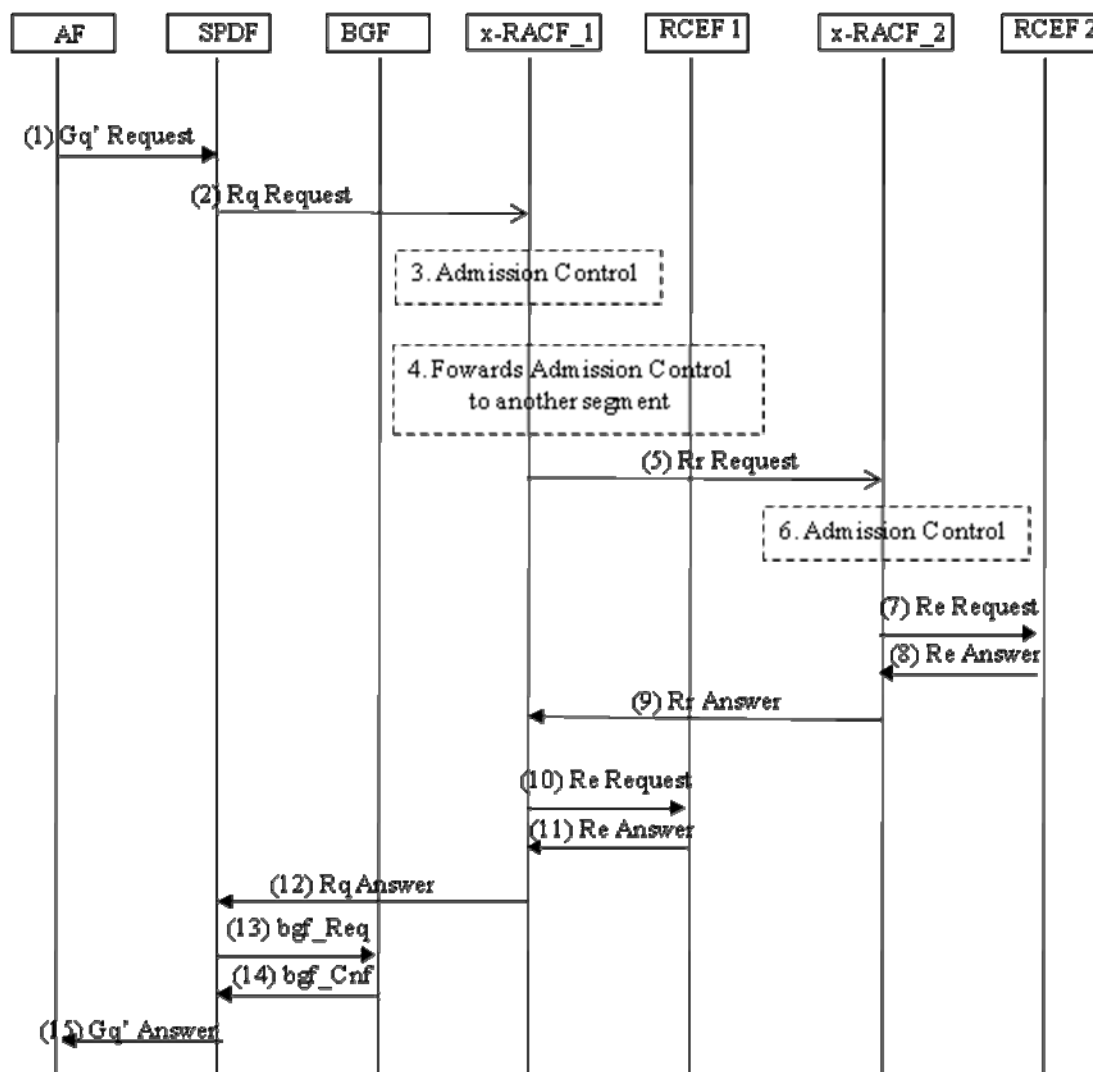 AF
SPDF
BGF
x-RACF_1
RCEF 1
x-RACF_2
RCEF 2
(1) Gq' Request
(2) Rq Request
3. Admission Control
4. Fowards Admission Control
to another segment
(5) Rr Request
6. Admission Control
(7) Re Request
(8) Re Answer
(9) Rr Answer
(10) Re Request
(11) Re Answer
(12) Rq Answer
(13) bgf_Req
(14) bgf_Cnf
(15) Gq' Answer